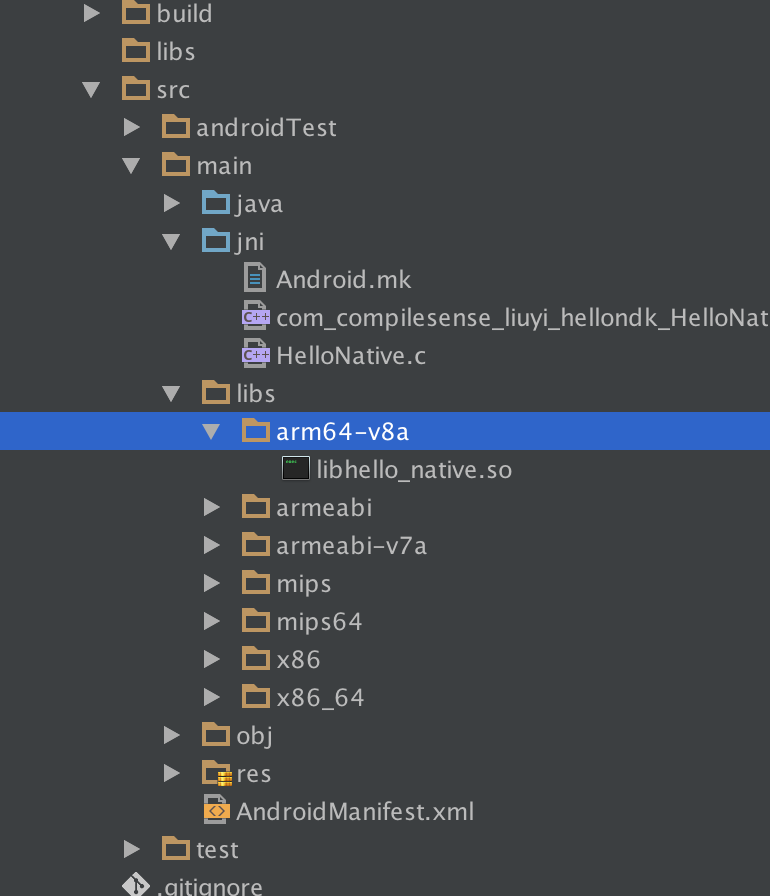 build
libs
src
androidTest
main
java
jni
Android.mk
com_compilesense_liuyi_hellondk_HelloNat
HelloNative.c
libs
arm64-v8a
libhello_native.so
armeabi
armeabi-v7a
mips
mips64
x86
x86_64
obj
res
AndroidManifest.xml
test
.gitignore